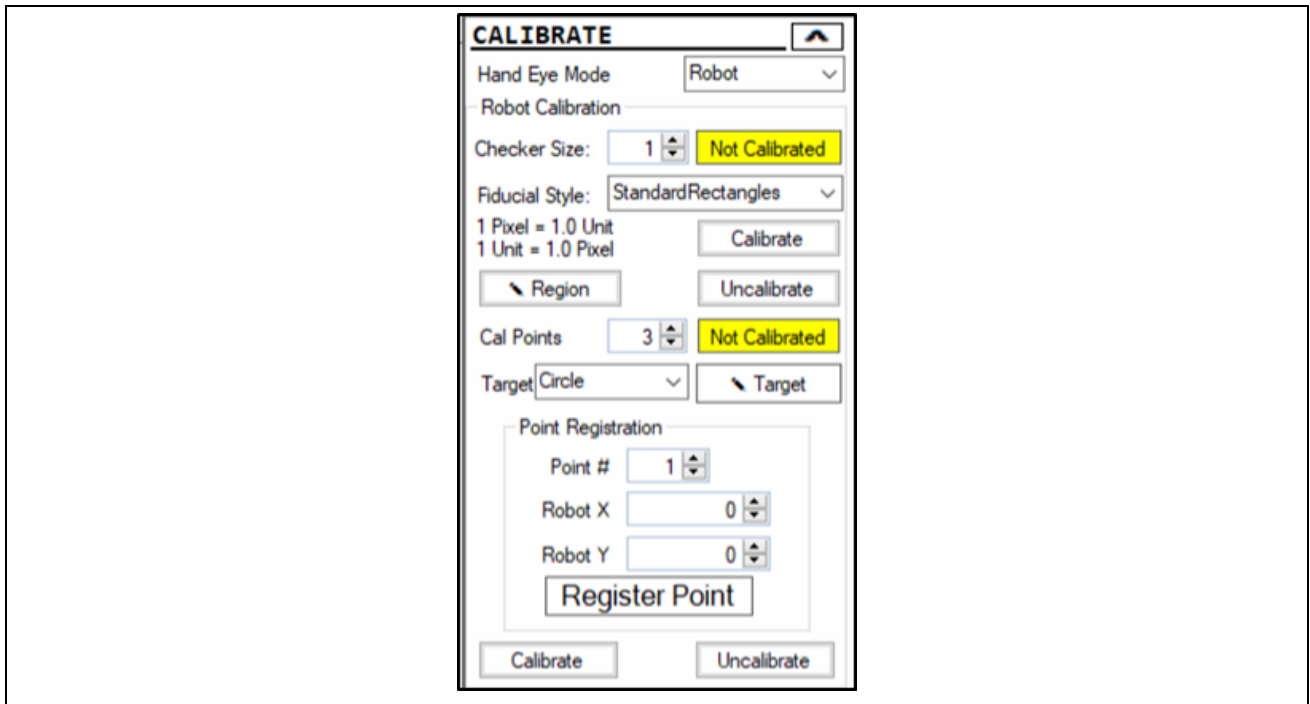 CALIBRATE
Hand Eye Mode Robot
Robot Calibration
Checker Size: 1 Not Calibrated
Fiducial Style: StandardRectangles
1 Pixel = 1.0 Unit
1 Unit = 1.0 Pixel
Calibrate
Region Uncalibrate
Cal Points 3 Not Calibrated
Target Circle Target
Point Registration
Point # 1
Robot X 0
Robot Y 0
Register Point
Calibrate Uncalibrate